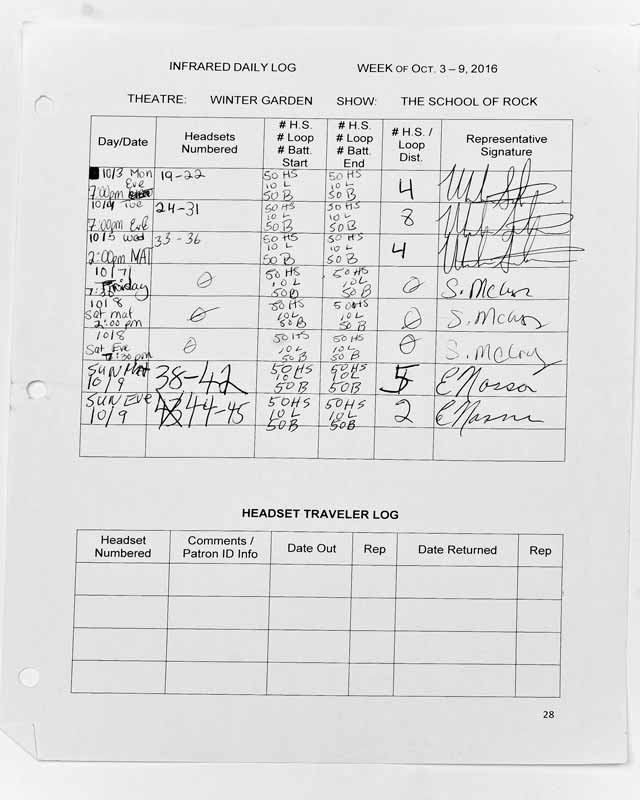 INFRARED DAILY LOG WEEK OF OCT. 3 – 9, 2016
THEATRE: WINTER GARDEN SHOW: THE SCHOOL OF ROCK
Day/Date Headsets Numbered # H.S. # Loop # Batt. Start # H.S. # Loop # Batt. End # H.S. / Loop Dist. Representative Signature
10/3 Mon Eve 7:00pm 19-22 50 HS 10 L 50 B 50 HS 10 L 50 B 4
10/4 Tue 7:00pm Eve 24-31 50 HS 10 L 50 B 50 HS 10 L 50 B 8
10/5 Wed 2:00pm MAT 33-36 50 HS 10 L 50 B 50 HS 10 L 50 B 4
10/7 Friday 7:30 0 50 HS 10 L 50 B 50 HS 10 L 50 B 0 S. McCroy
10/8 Sat mat 2:00 pm 0 50 HS 10 L 50 B 50 HS 10 L 50 B 0 S. McCroy
10/8 Sat Eve 7:30 pm 0 50 HS 10 L 50 B 50 HS 10 L 50 B 0 S. McCroy
SUN Mat 10/9 38-42 50 HS 10 L 50 B 50 HS 10 L 50 B 5
SUN EVE 10/9 44-45 50 HS 10 L 50 B 50 HS 10 L 50 B 2
HEADSET TRAVELER LOG
Headset Numbered Comments / Patron ID Info Date Out Rep Date Returned Rep
28